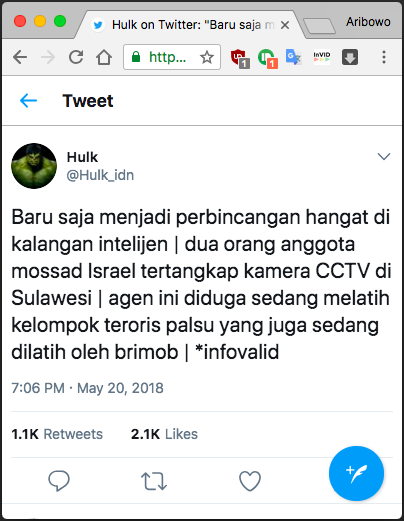 Hulk on Twitter: "Baru saja m
Aribowo
http...
1
1
InVID
Tweet
Hulk
@Hulk_idn
Baru saja menjadi perbincangan hangat di
kalangan intelijen | dua orang anggota
mossad Israel tertangkap kamera CCTV di
Sulawesi | agen ini diduga sedang melatih
kelompok teroris palsu yang juga sedang
dilatih oleh brimob | *infovalid
7:06 PM · May 20, 2018
1.1K Retweets 2.1K Likes